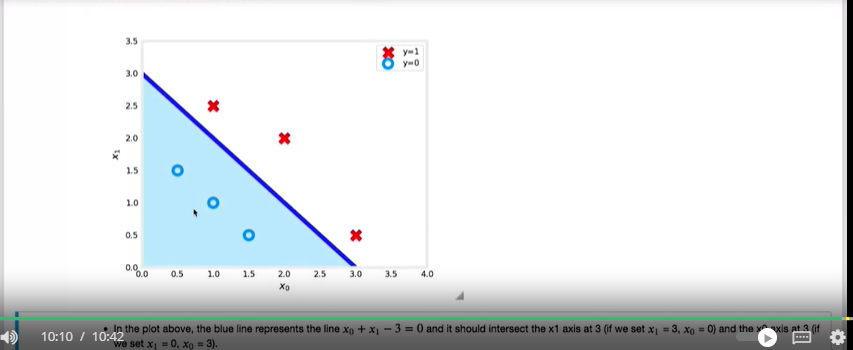 3.5
y=1
y=0
3.0
2.5
2.0
x₁
1.5
1.0
0.5
0.0
0.0 0.5 1.0 1.5 2.0 2.5 3.0 3.5 4.0
x₀
• In the plot above, the blue line represents the line x₀ + x₁ − 3 = 0 and it should intersect the x1 axis at 3 (if we set x₁ = 3, x₀ = 0) and the x0 axis at 3 (if
we set x₁ = 0, x₀ = 3).
10:10 / 10:42